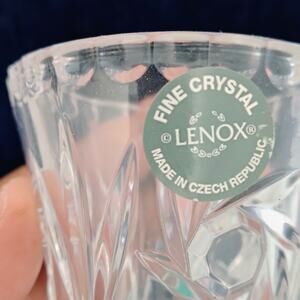 FINE CRYSTAL
© LENOX®
MADE IN CZECH REPUBLIC